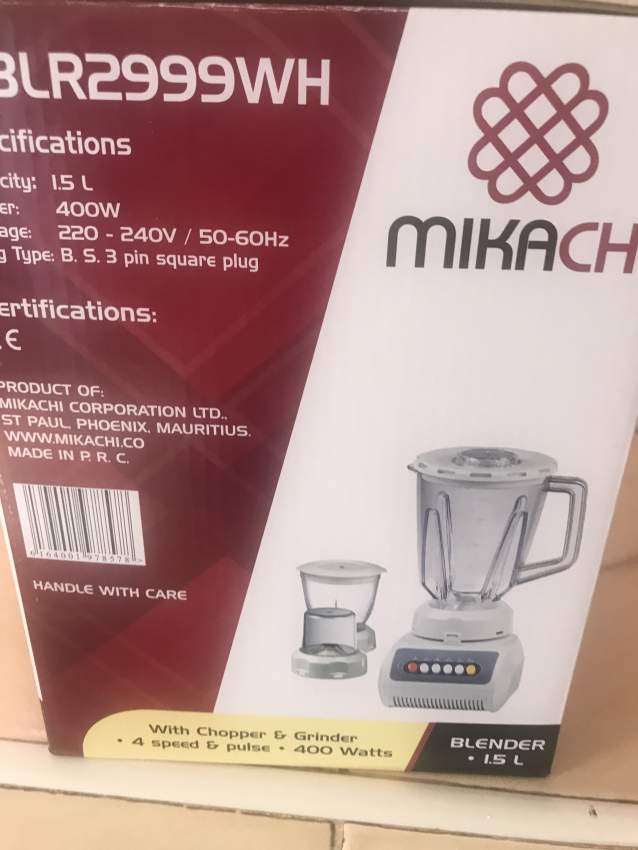 BLR2999WH
cifications
city: 1.5 L
er: 400W
age: 220 - 240V / 50-60Hz
g Type: B. S. 3 pin square plug
ertifications:
CE
PRODUCT OF:
MIKACHI CORPORATION LTD.,
ST PAUL, PHOENIX, MAURITIUS.
WWW.MIKACHI.CO
MADE IN P. R. C.
6164001978578>
HANDLE WITH CARE
MIKACH
With Chopper & Grinder
• 4 speed & pulse • 400 Watts
BLENDER
• 1.5 L